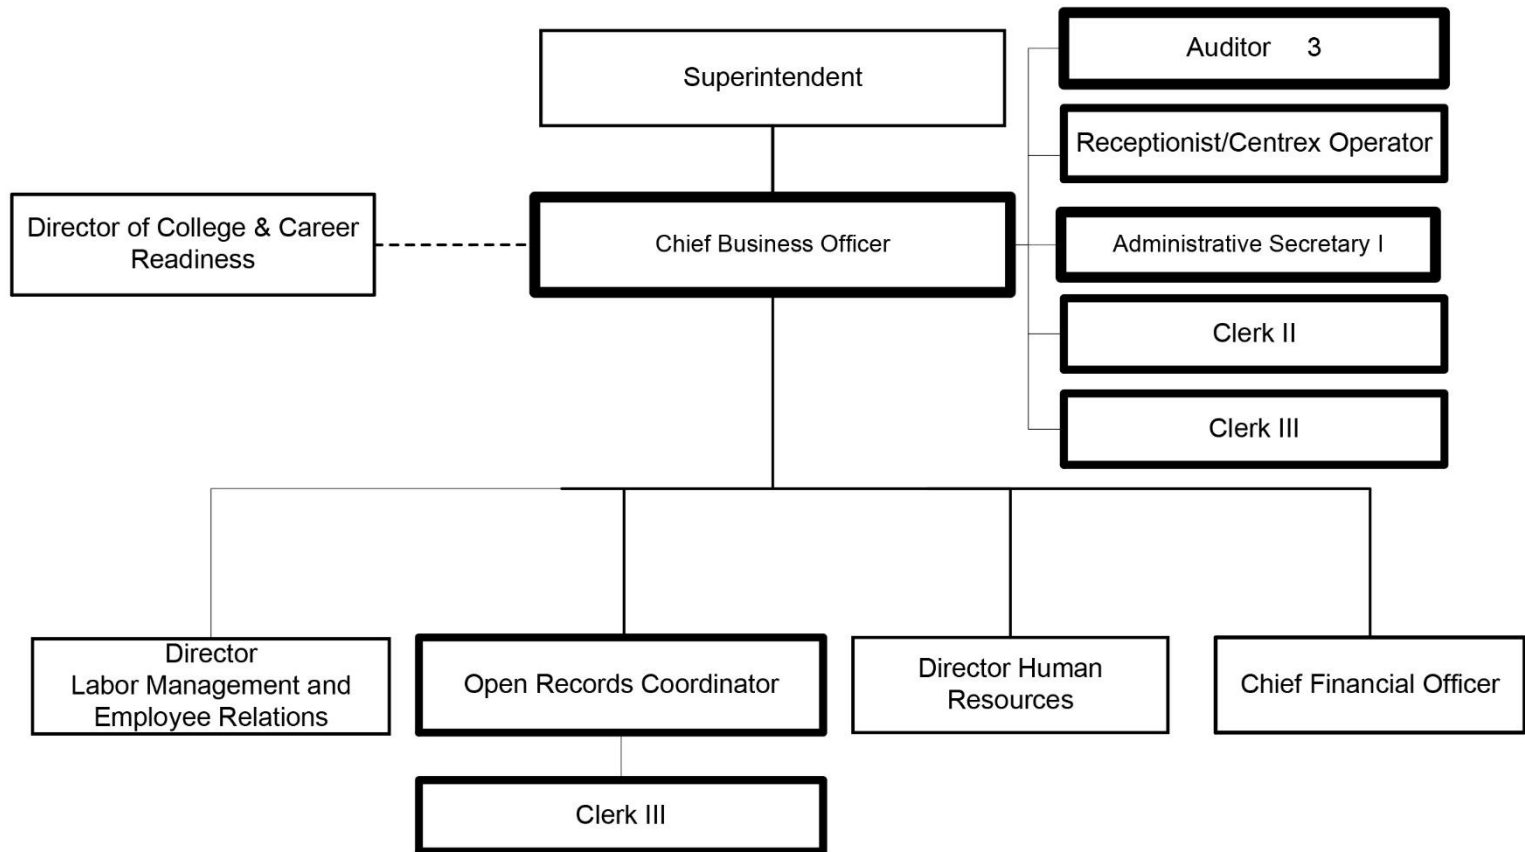 Superintendent
Auditor 3
Receptionist/Centrex Operator
Director of College & Career
Readiness
Chief Business Officer
Administrative Secretary I
Clerk II
Clerk III
Director
Labor Management and
Employee Relations
Open Records Coordinator
Director Human
Resources
Chief Financial Officer
Clerk III